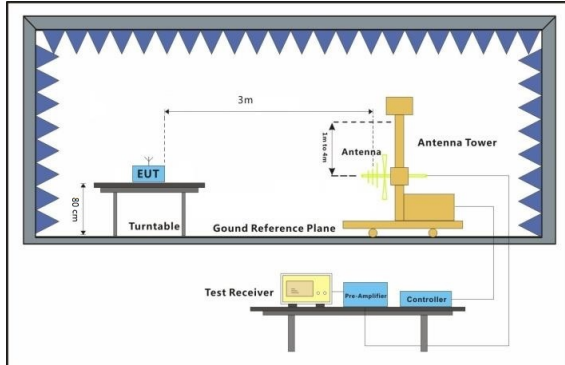 3m
1m to 4m
Antenna
Antenna Tower
EUT
80 cm
Turntable
Gound Reference Plane
Test Receiver
Pre-Amplifier
Controller